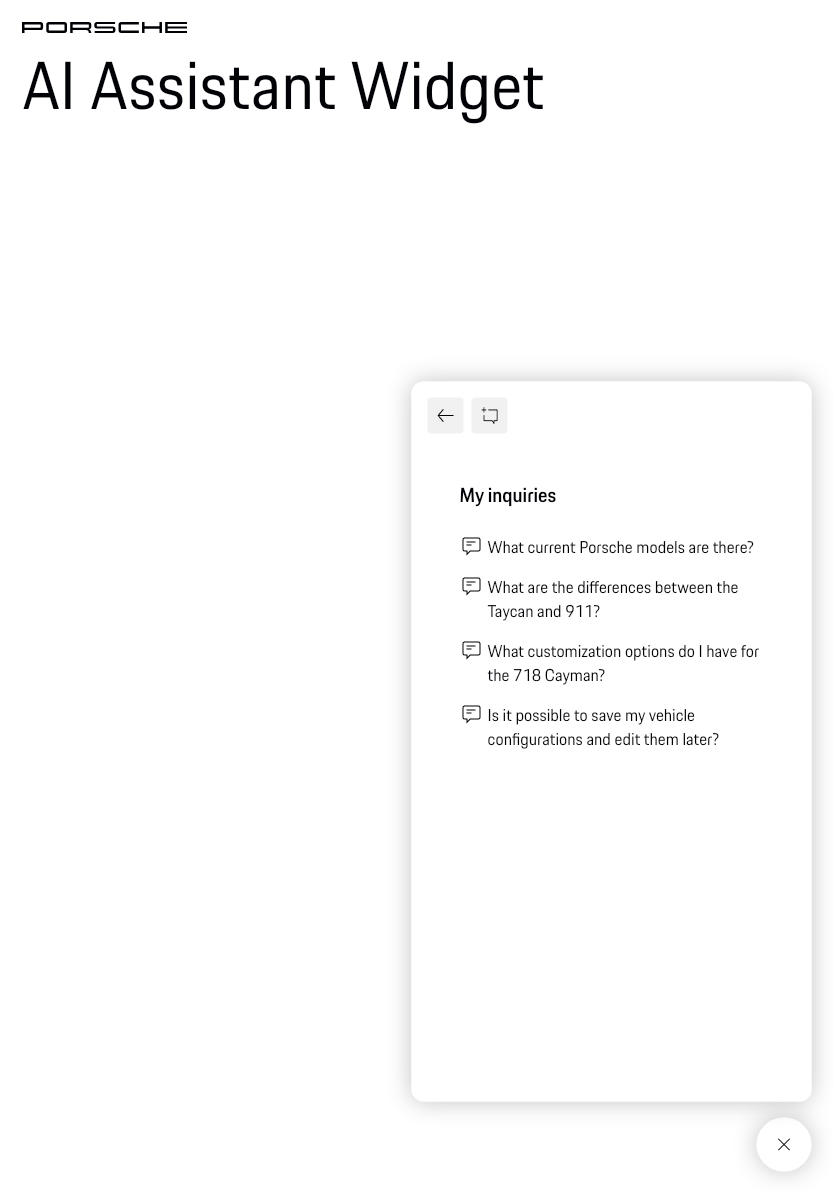 PORSCHE
AI Assistant Widget
My inquiries
What current Porsche models are there?
What are the differences between the
Taycan and 911?
What customization options do I have for
the 718 Cayman?
Is it possible to save my vehicle
configurations and edit them later?